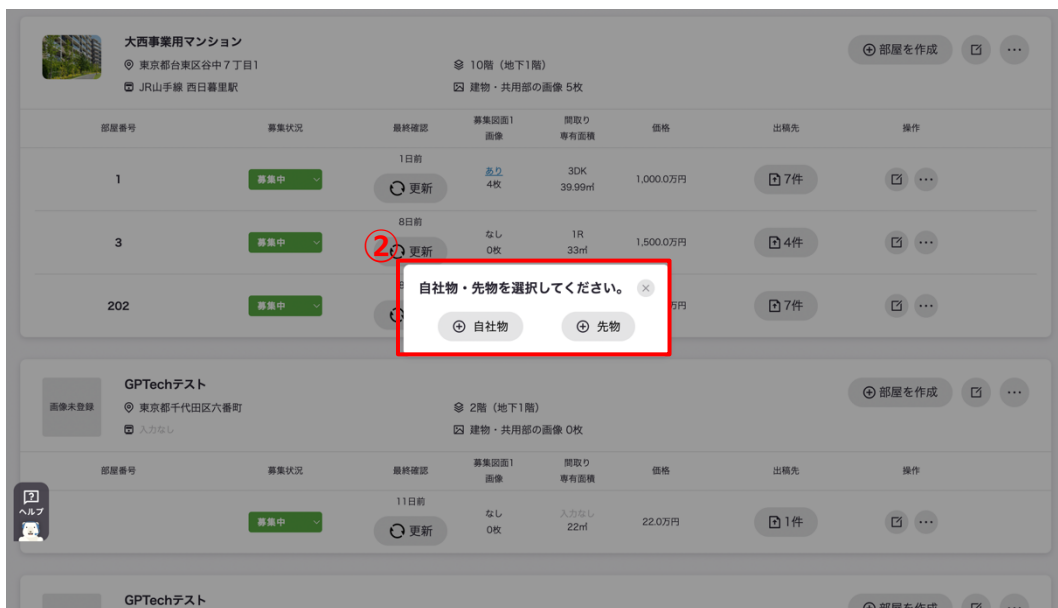 大西事業用マンション
部屋を作成
東京都台東区谷中７丁目1
10階（地下1階）
JR山手線 西日暮里駅
建物・共用部の画像 5枚
部屋番号 募集状況 最終確認 募集図面1 画像 間取り 専有面積 価格 出稿先 操作
1 募集中 1日前 更新 あり 4枚 3DK 39.99㎡ 1,000.0万円 7件
3 募集中 8日前 更新 なし 0枚 1R 33㎡ 1,500.0万円 4件
②
202 募集中 7件
自社物・先物を選択してください。
自社物 先物
GPTechテスト
部屋を作成
画像未登録
東京都千代田区六番町
2階（地下1階）
入力なし
建物・共用部の画像 0枚
部屋番号 募集状況 最終確認 募集図面1 画像 間取り 専有面積 価格 出稿先 操作
募集中 11日前 更新 なし 0枚 入力なし 22㎡ 22.0万円 1件
ヘルプ
GPTechテスト
部屋を作成